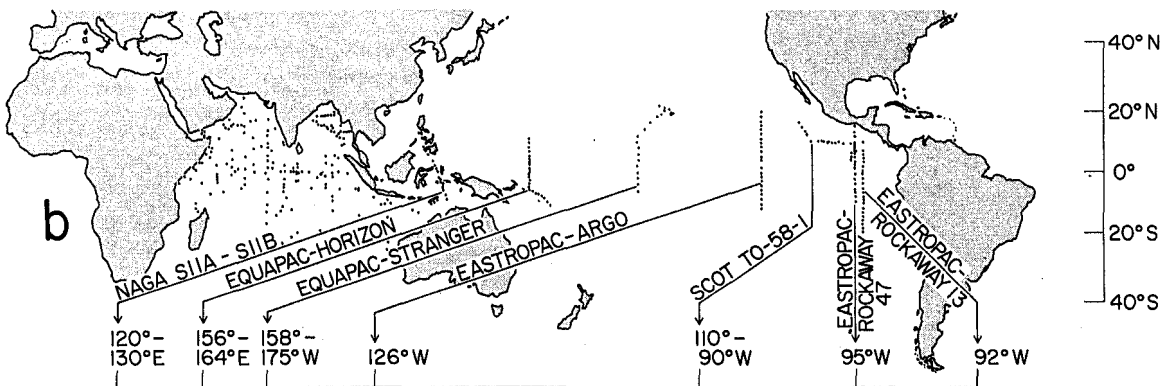 40°N
20°N
0°
20°S
40°S
b
NAGA S11A-S11B.
EQUAPAC-HORIZON
EQUAPAC-STRANGER
EASTROPAC-ARGO
SCOT TO-58-1
EASTROPAC-
ROCKAWAY
47
EASTROPAC-
ROCKAWAY 13
120°-
130°E
156°-
164°E
158°-
175°W
126°W
110°-
90°W
95°W
92°W